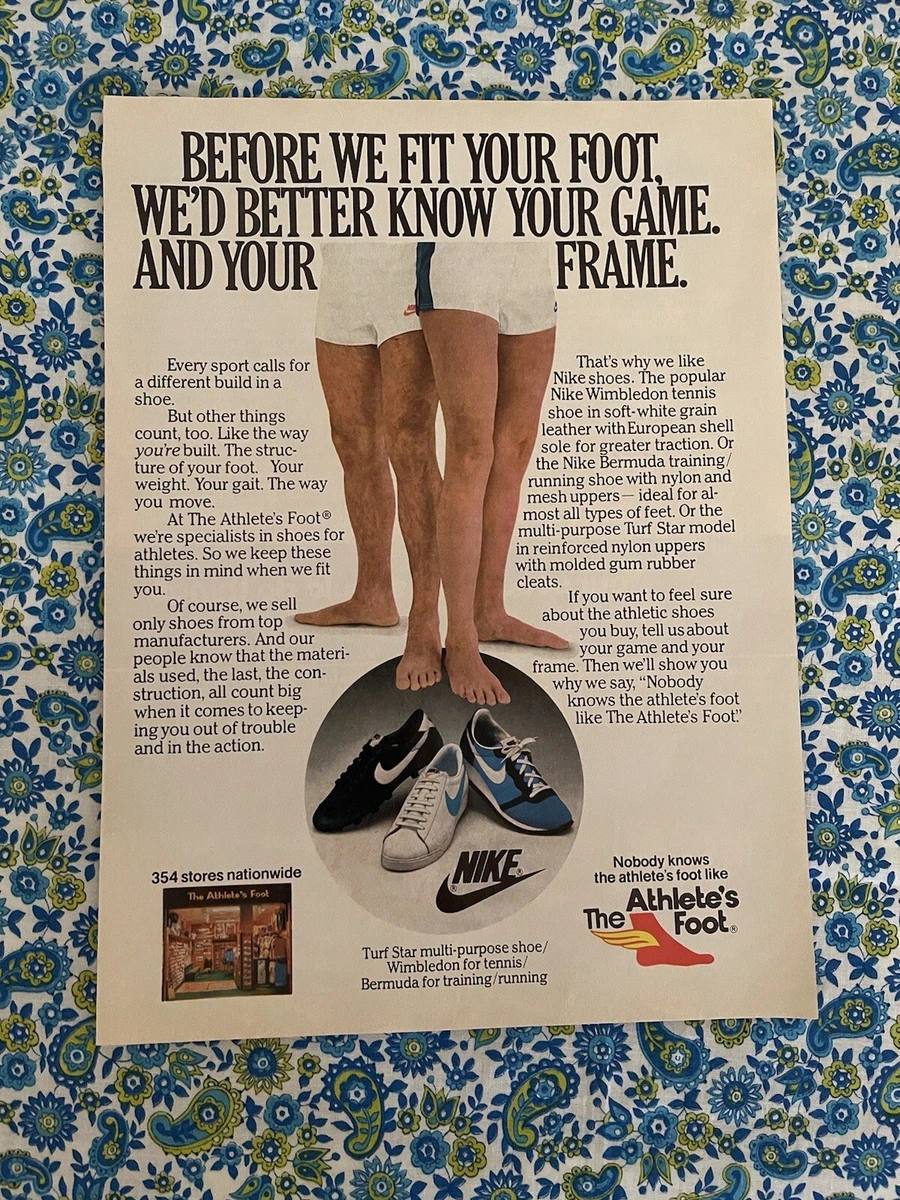 BEFORE WE FIT YOUR FOOT,
WE'D BETTER KNOW YOUR GAME.
AND YOUR FRAME.
Every sport calls for
a different build in a
shoe.
But other things
count, too. Like the way
you're built. The struc-
ture of your foot. Your
weight. Your gait. The way
you move.
At The Athlete's Foot®
we're specialists in shoes for
athletes. So we keep these
things in mind when we fit
you.
Of course, we sell
only shoes from top
manufacturers. And our
people know that the materi-
als used, the last, the con-
struction, all count big
when it comes to keep-
ing you out of trouble
and in the action.
That's why we like
Nike shoes. The popular
Nike Wimbledon tennis
shoe in soft-white grain
leather with European shell
sole for greater traction. Or
the Nike Bermuda training/
running shoe with nylon and
mesh uppers — ideal for al-
most all types of feet. Or the
multi-purpose Turf Star model
in reinforced nylon uppers
with molded gum rubber
cleats.
If you want to feel sure
about the athletic shoes
you buy, tell us about
your game and your
frame. Then we'll show you
why we say, “Nobody
knows the athlete's foot
like The Athlete's Foot.”
354 stores nationwide
The Athlete's Foot
® NIKE®
Turf Star multi-purpose shoe/
Wimbledon for tennis/
Bermuda for training/running
Nobody knows
the athlete's foot like
The Athlete's
Foot®